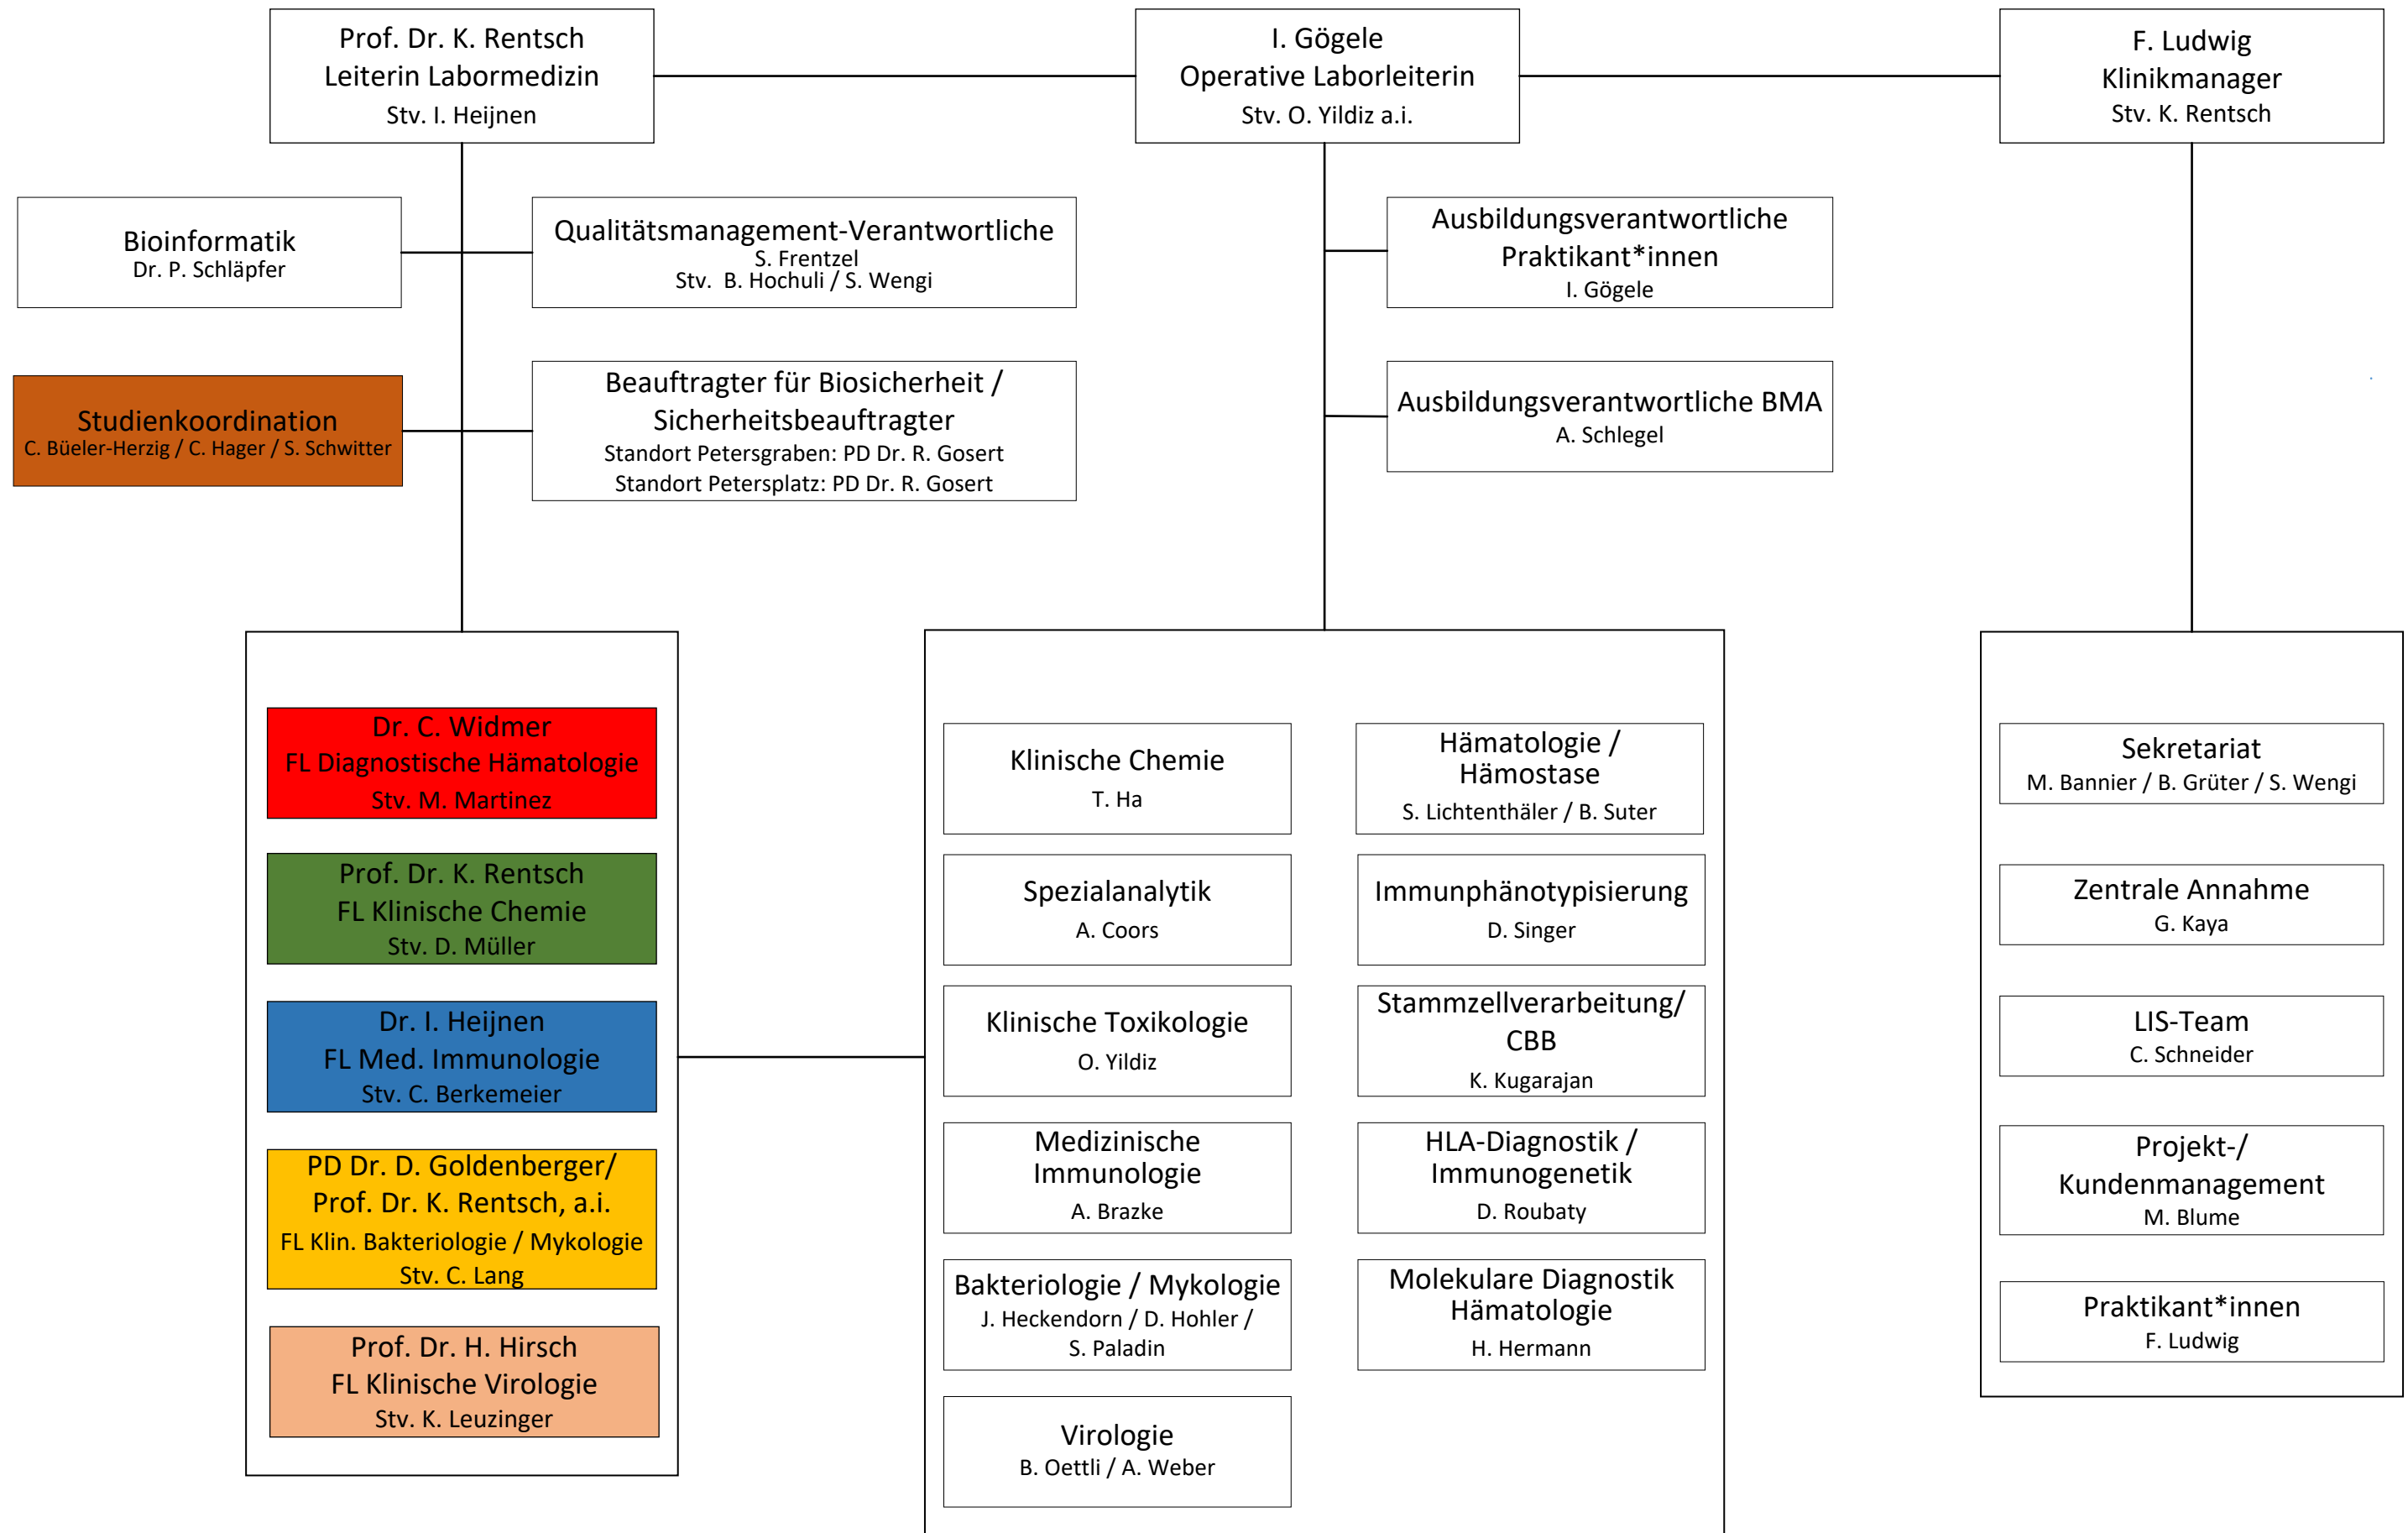 Prof. Dr. K. Rentsch
Leiterin Labormedizin
Stv. I. Heijnen
I. Gögele
Operative Laborleiterin
Stv. O. Yildiz a.i.
F. Ludwig
Klinikmanager
Stv. K. Rentsch
Bioinformatik
Dr. P. Schläpfer
Qualitätsmanagement-Verantwortliche
S. Frentzel
Stv. B. Hochuli / S. Wengi
Ausbildungsverantwortliche
Praktikant*innen
I. Gögele
Studienkoordination
C. Büeler-Herzig / C. Hager / S. Schwitter
Beauftragter für Biosicherheit /
Sicherheitsbeauftragter
Standort Petersgraben: PD Dr. R. Gosert
Standort Petersplatz: PD Dr. R. Gosert
Ausbildungsverantwortliche BMA
A. Schlegel
Dr. C. Widmer
FL Diagnostische Hämatologie
Stv. M. Martinez
Prof. Dr. K. Rentsch
FL Klinische Chemie
Stv. D. Müller
Dr. I. Heijnen
FL Med. Immunologie
Stv. C. Berkemeier
PD Dr. D. Goldenberger/
Prof. Dr. K. Rentsch, a.i.
FL Klin. Bakteriologie / Mykologie
Stv. C. Lang
Prof. Dr. H. Hirsch
FL Klinische Virologie
Stv. K. Leuzinger
Klinische Chemie
T. Ha
Spezialanalytik
A. Coors
Klinische Toxikologie
O. Yildiz
Medizinische
Immunologie
A. Brazke
Bakteriologie / Mykologie
J. Heckendorn / D. Hohler /
S. Paladin
Virologie
B. Oettli / A. Weber
Hämatologie /
Hämostase
S. Lichtenthäler / B. Suter
Immunphänotypisierung
D. Singer
Stammzellverarbeitung/
CBB
K. Kugarajan
HLA-Diagnostik /
Immunogenetik
D. Roubaty
Molekulare Diagnostik
Hämatologie
H. Hermann
Sekretariat
M. Bannier / B. Grüter / S. Wengi
Zentrale Annahme
G. Kaya
LIS-Team
C. Schneider
Projekt-/
Kundenmanagement
M. Blume
Praktikant*innen
F. Ludwig